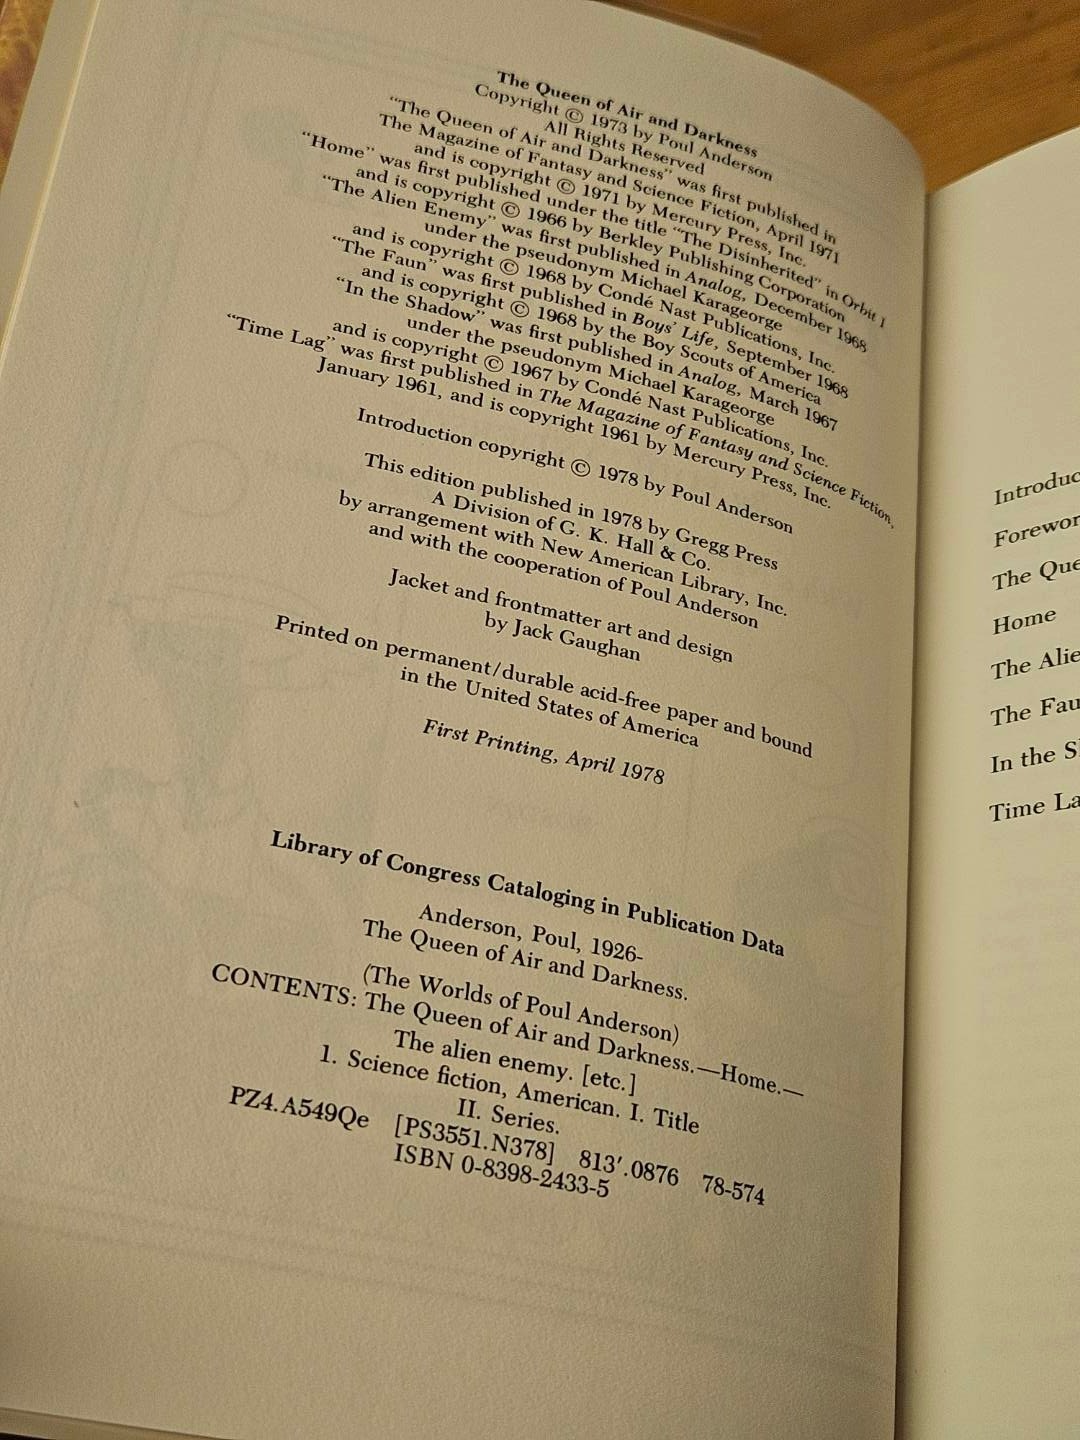 The Queen of Air and Darkness
Copyright © 1973 by Poul Anderson
All Rights Reserved
"The Queen of Air and Darkness" was first published in
The Magazine of Fantasy and Science Fiction, April 1971
and is copyright © 1971 by Mercury Press, Inc.
"Home" was first published under the title "The Disinherited" in Orbit 1
and is copyright © 1966 by Berkley Publishing Corporation
"The Alien Enemy" was first published in Analog, December 1968
under the pseudonym Michael Karageorge
and is copyright © 1968 by Condé Nast Publications, Inc.
"The Faun" was first published in Boys' Life, September 1968
and is copyright © 1968 by the Boy Scouts of America
"In the Shadow" was first published in Analog, March 1967
under the pseudonym Michael Karageorge
and is copyright © 1967 by Condé Nast Publications, Inc.
"Time Lag" was first published in The Magazine of Fantasy and Science Fiction,
January 1961, and is copyright 1961 by Mercury Press, Inc.
Introduction copyright © 1978 by Poul Anderson
This edition published in 1978 by Gregg Press
A Division of G. K. Hall & Co.
by arrangement with New American Library, Inc.
and with the cooperation of Poul Anderson
Jacket and frontmatter art and design
by Jack Gaughan
Printed on permanent/durable acid-free paper and bound
in the United States of America
First Printing, April 1978
Library of Congress Cataloging in Publication Data
Anderson, Poul, 1926-
The Queen of Air and Darkness.
(The Worlds of Poul Anderson)
CONTENTS: The Queen of Air and Darkness.—Home.—
The alien enemy. [etc.]
1. Science fiction, American. I. Title
II. Series.
PZ4.A549Qe [PS3551.N378] 813'.0876 78-574
ISBN 0-8398-2433-5
Introduc
Forewor
The Que
Home
The Alie
The Fau
In the S
Time La